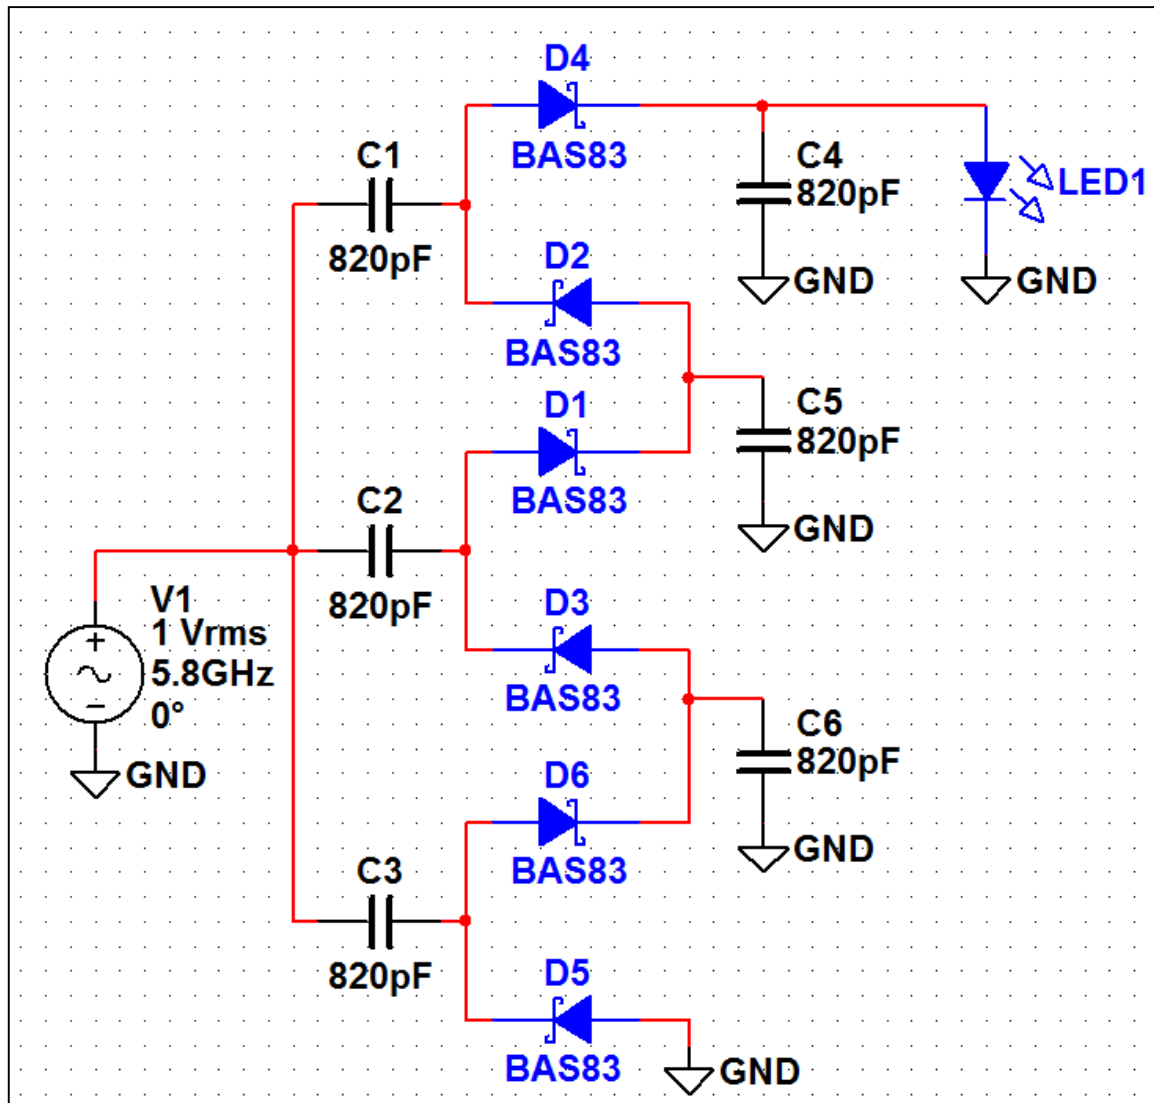 D4
BAS83
C1
820pF
C4
820pF
LED1
GND
GND
D2
BAS83
D1
BAS83
C5
820pF
GND
C2
820pF
V1
1 Vrms
5.8GHz
0°
GND
D3
BAS83
C6
820pF
GND
D6
BAS83
C3
820pF
D5
BAS83
GND